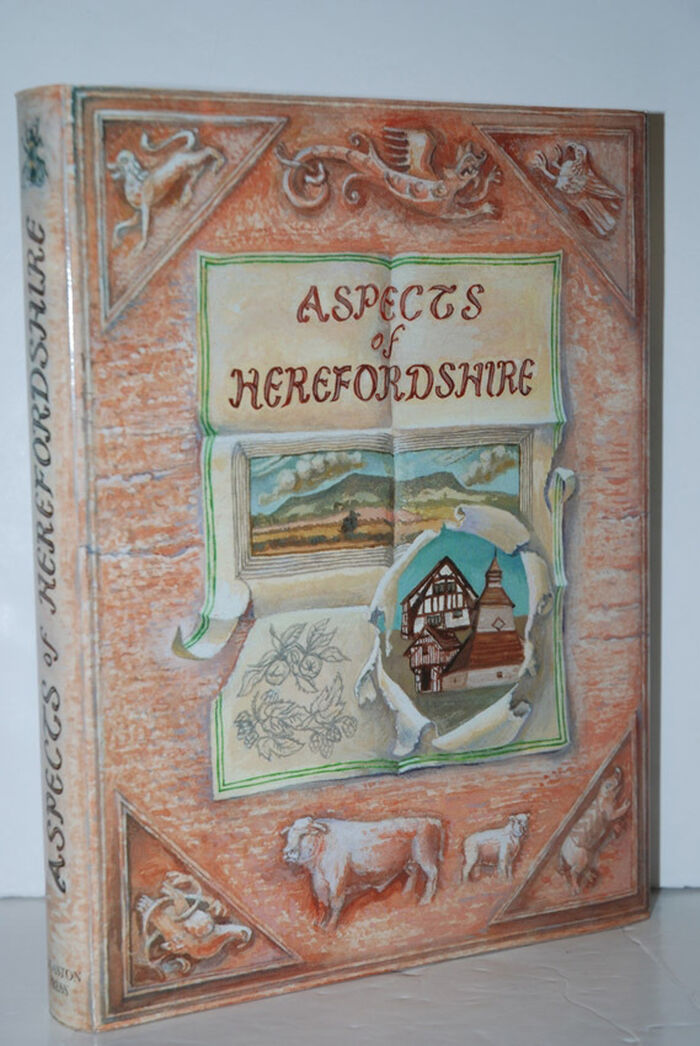 ASPECTS
of
HEREFORDSHIRE
ASPECTS of HEREFORDSHIRE